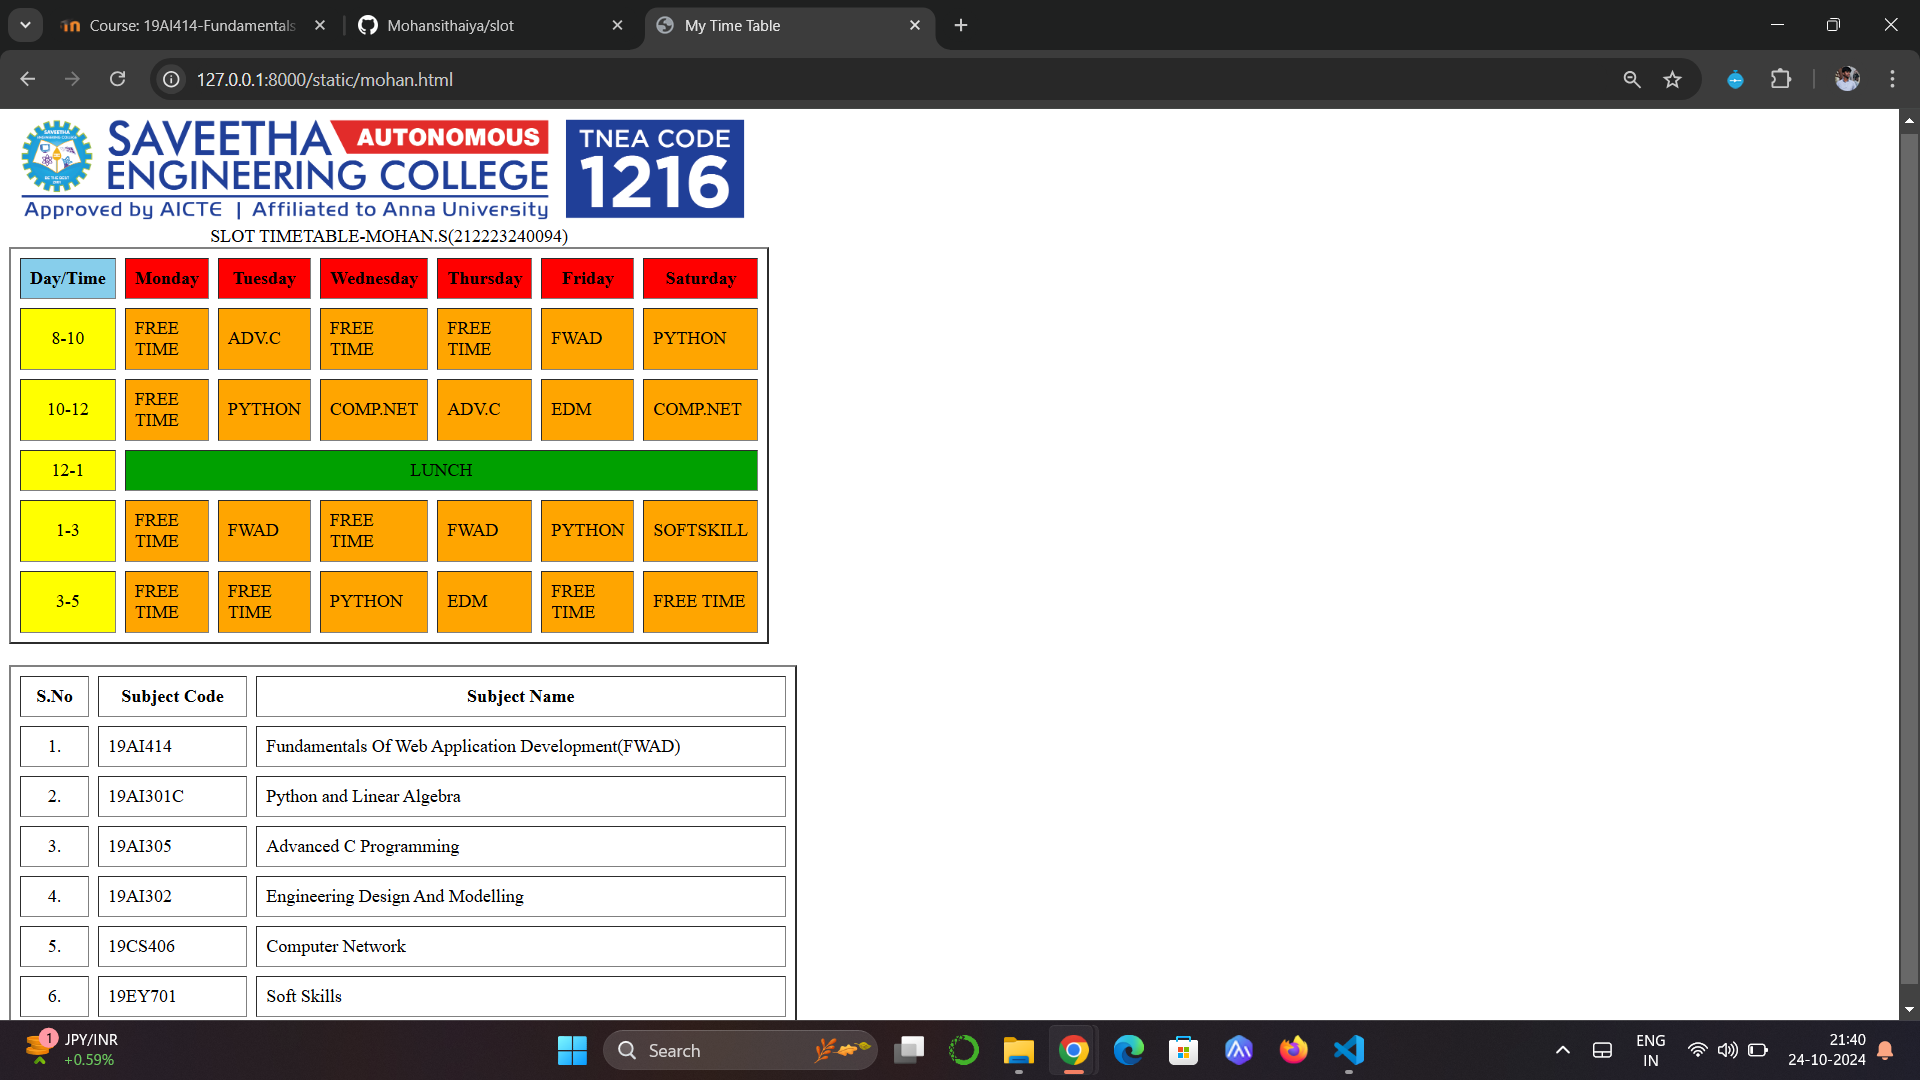 Course: 19AI414-Fundamentals
Mohansithaiya/slot
My Time Table
127.0.0.1:8000/static/mohan.html
SAVEETHA AUTONOMOUS
ENGINEERING COLLEGE
Approved by AICTE | Affiliated to Anna University
TNEA CODE
1216
SLOT TIMETABLE-MOHAN.S(212223240094)
Day/Time Monday Tuesday Wednesday Thursday Friday Saturday
8-10 FREE TIME ADV.C FREE TIME FREE TIME FWAD PYTHON
10-12 FREE TIME PYTHON COMP.NET ADV.C EDM COMP.NET
12-1 LUNCH
1-3 FREE TIME FWAD FREE TIME FWAD PYTHON SOFTSKILL
3-5 FREE TIME FREE TIME PYTHON EDM FREE TIME FREE TIME
S.No Subject Code Subject Name
1. 19AI414 Fundamentals Of Web Application Development(FWAD)
2. 19AI301C Python and Linear Algebra
3. 19AI305 Advanced C Programming
4. 19AI302 Engineering Design And Modelling
5. 19CS406 Computer Network
6. 19EY701 Soft Skills
1
JPY/INR
+0.59%
Search
ENG
IN
21:40
24-10-2024